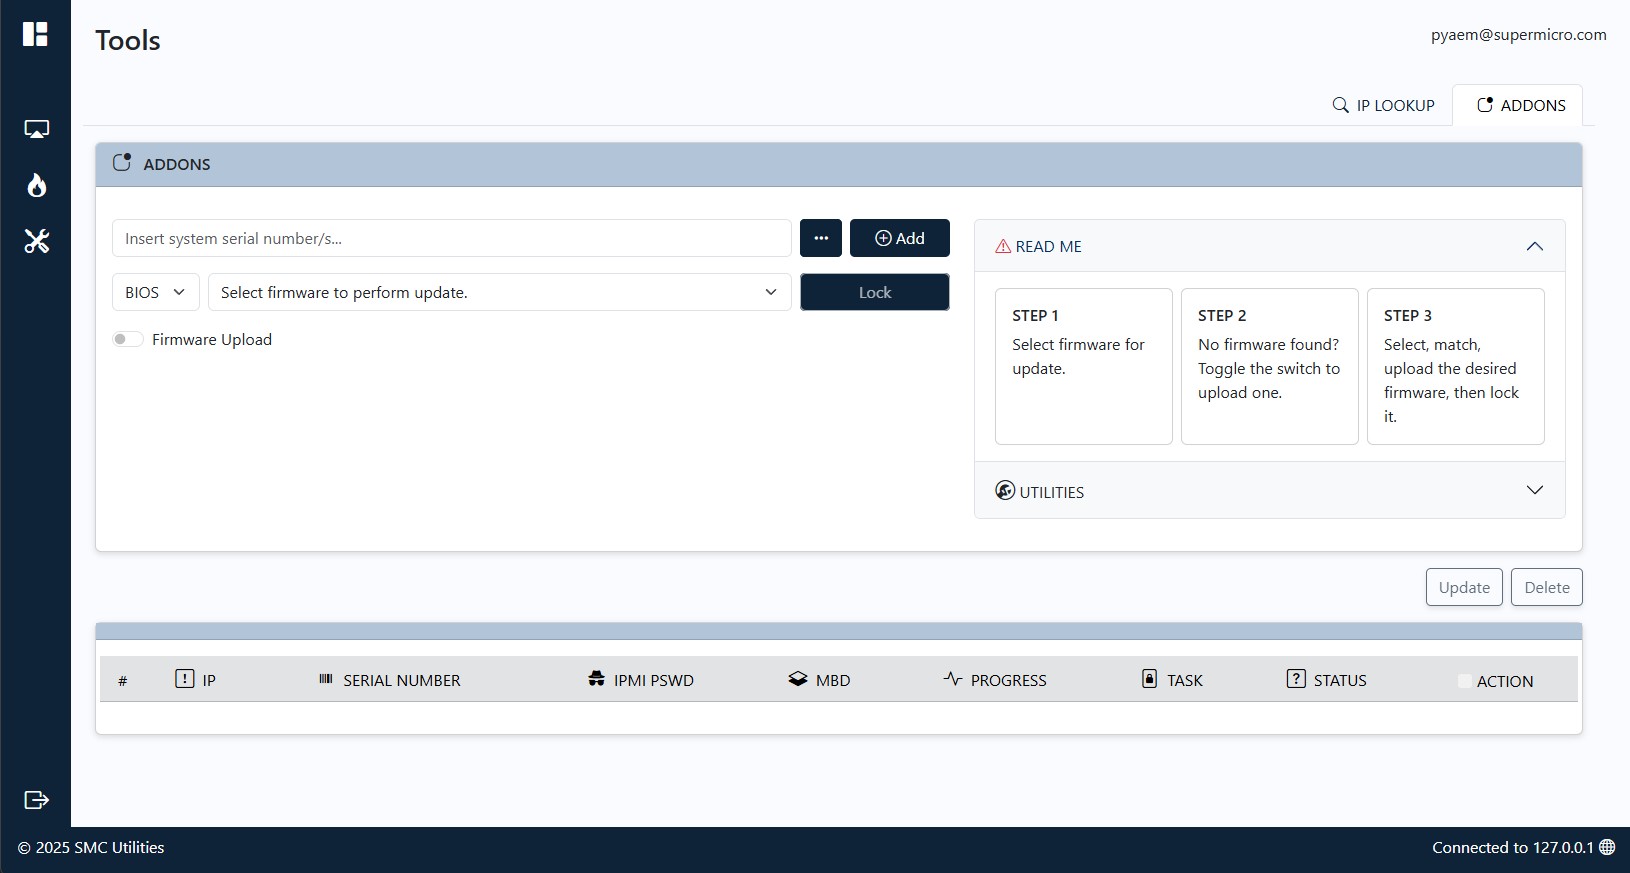 Tools
pyaem@supermicro.com
IP LOOKUP
ADDONS
ADDONS
Insert system serial number/s...
Add
BIOS
Select firmware to perform update.
Lock
Firmware Upload
READ ME
STEP 1
Select firmware for
update.
STEP 2
No firmware found?
Toggle the switch to
upload one.
STEP 3
Select, match,
upload the desired
firmware, then lock
it.
UTILITIES
Update
Delete
# IP SERIAL NUMBER IPMI PSWD MBD PROGRESS TASK STATUS ACTION
© 2025 SMC Utilities
Connected to 127.0.0.1